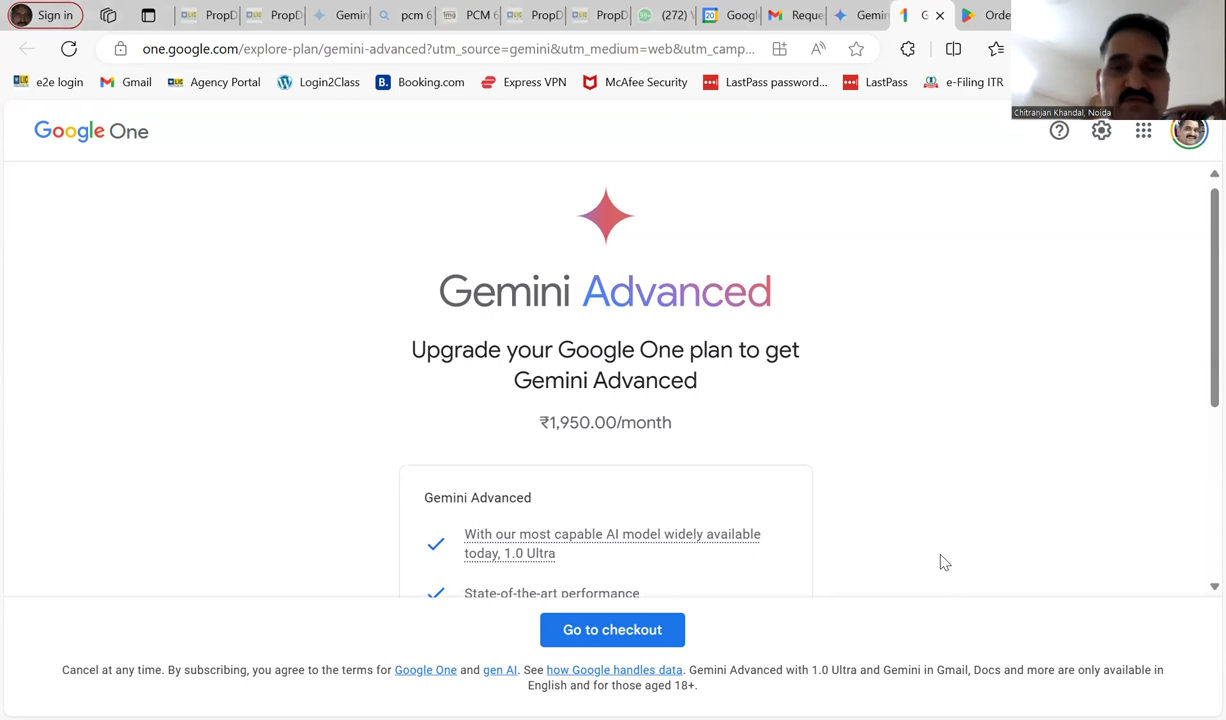 Sign in
PropD
PropD
Gemin
pcm 6
PCM 6
PropD
PropD
(272)
Googl
Reque
Gemin
Orde
one.google.com/explore-plan/gemini-advanced?utm_source=gemini&utm_medium=web&utm_camp...
e2e login
Gmail
Agency Portal
Login2Class
Booking.com
Express VPN
McAfee Security
LastPass password...
LastPass
e-Filing ITR
Chitranjan Khandal, Noida
Google One
Gemini Advanced
Upgrade your Google One plan to get
Gemini Advanced
₹1,950.00/month
Gemini Advanced
With our most capable AI model widely available
today, 1.0 Ultra
State-of-the-art performance
Go to checkout
Cancel at any time. By subscribing, you agree to the terms for Google One and gen AI. See how Google handles data. Gemini Advanced with 1.0 Ultra and Gemini in Gmail, Docs and more are only available in
English and for those aged 18+.